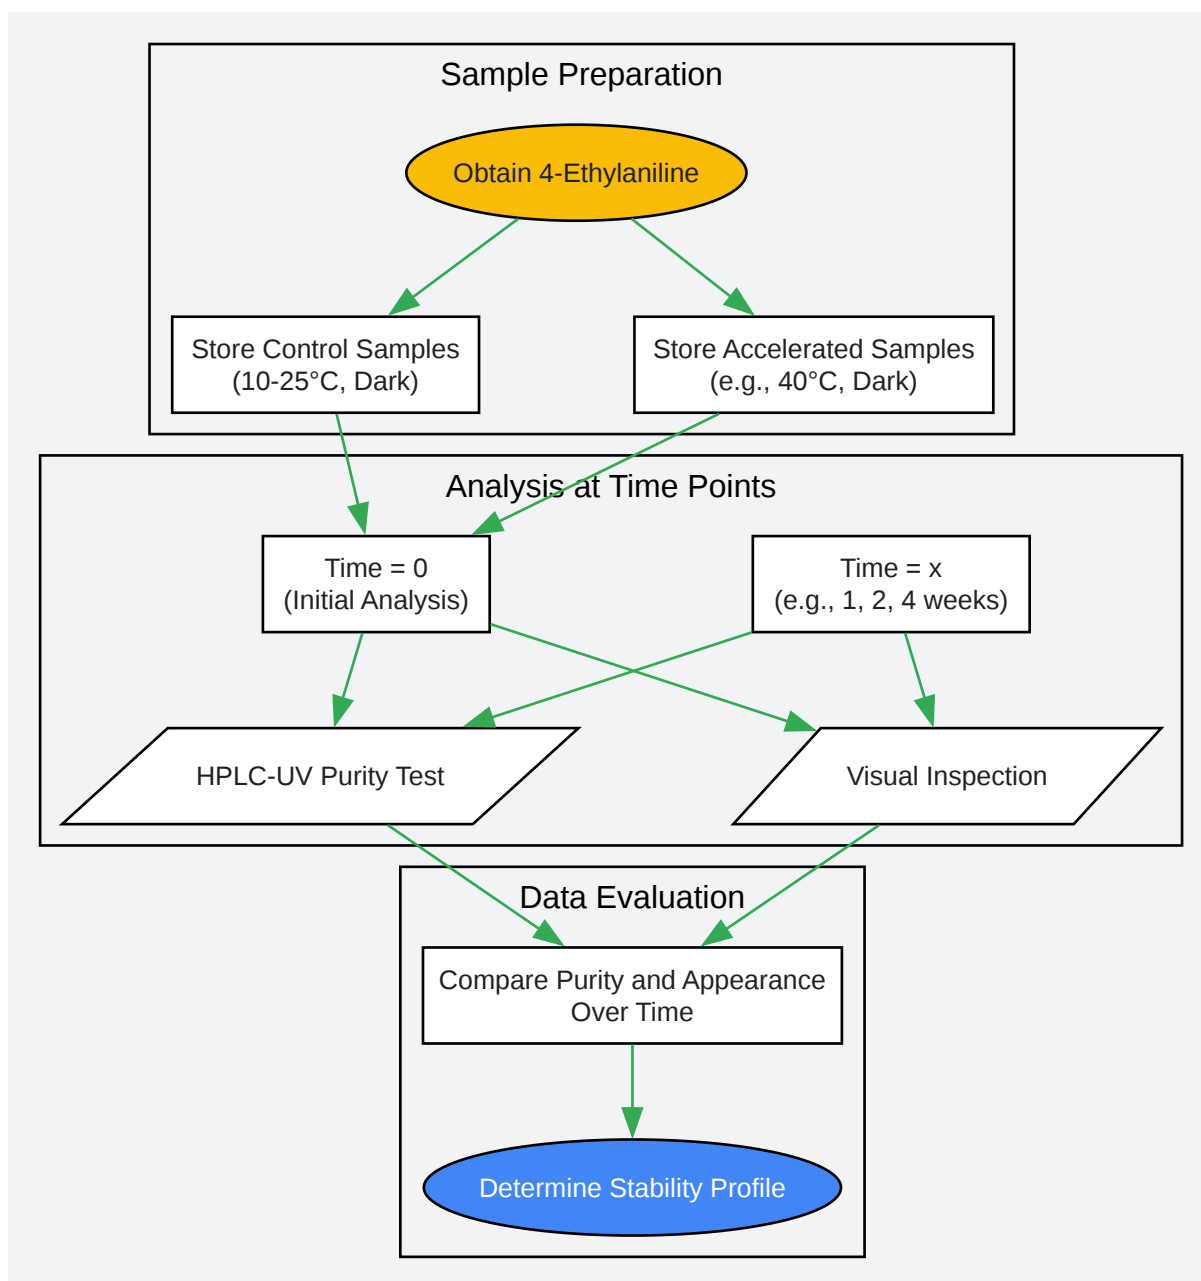 Sample Preparation
Obtain 4-Ethylaniline
Store Control Samples
(10-25°C, Dark)
Store Accelerated Samples
(e.g., 40°C, Dark)
Analysis at Time Points
Time = 0
(Initial Analysis)
Time = x
(e.g., 1, 2, 4 weeks)
HPLC-UV Purity Test
Visual Inspection
Data Evaluation
Compare Purity and Appearance
Over Time
Determine Stability Profile